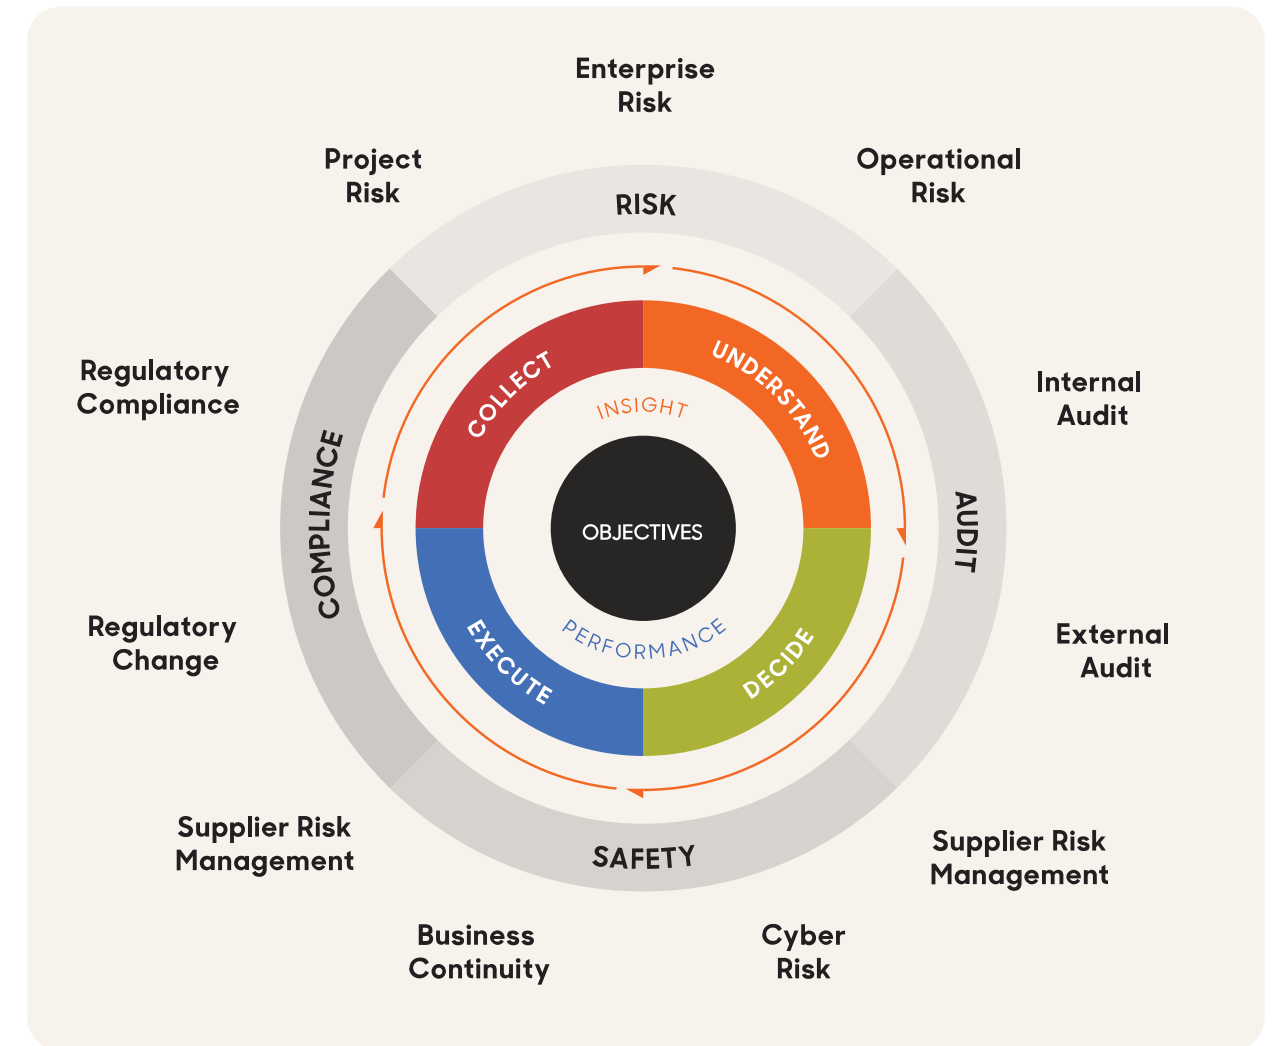 Enterprise
Risk
Project
Risk
Operational
Risk
RISK
COLLECT
UNDERSTAND
INSIGHT
Regulatory
Compliance
Internal
Audit
COMPLIANCE
OBJECTIVES
AUDIT
Regulatory
Change
External
Audit
PERFORMANCE
EXECUTE
DECIDE
Supplier Risk
Management
SAFETY
Supplier Risk
Management
Business
Continuity
Cyber
Risk